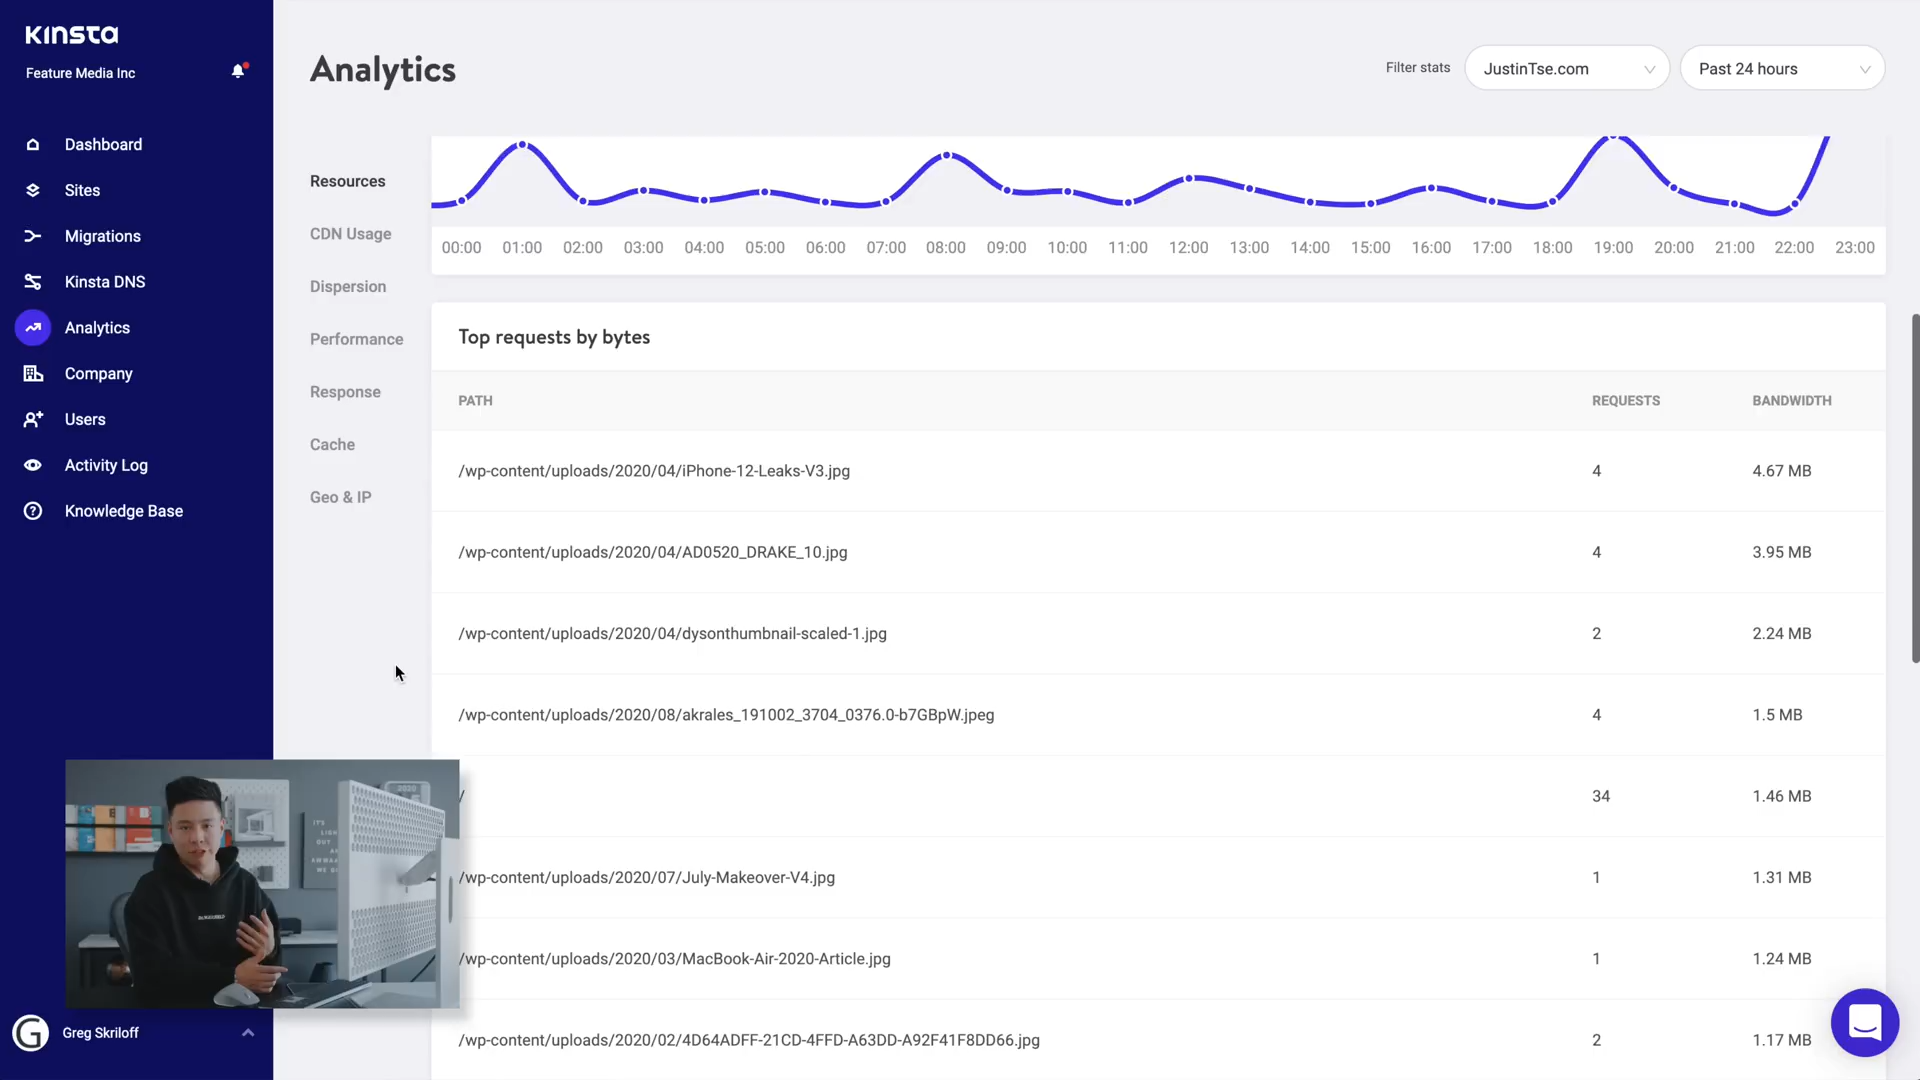 KINSTA
Feature Media Inc
Dashboard
Sites
Migrations
Kinsta DNS
Analytics
Company
Users
Activity Log
Knowledge Base
Greg Skriloff
Analytics
Filter stats
JustinTse.com
Past 24 hours
Resources
CDN Usage
Dispersion
Performance
Response
Cache
Geo & IP
00:00 01:00 02:00 03:00 04:00 05:00 06:00 07:00 08:00 09:00 10:00 11:00 12:00 13:00 14:00 15:00 16:00 17:00 18:00 19:00 20:00 21:00 22:00 23:00
Top requests by bytes
PATH REQUESTS BANDWIDTH
/wp-content/uploads/2020/04/iPhone-12-Leaks-V3.jpg 4 4.67 MB
/wp-content/uploads/2020/04/AD0520_DRAKE_10.jpg 4 3.95 MB
/wp-content/uploads/2020/04/dysonthumbnail-scaled-1.jpg 2 2.24 MB
/wp-content/uploads/2020/08/akrales_191002_3704_0376.0-b7GBpW.jpeg 4 1.5 MB
/ 34 1.46 MB
/wp-content/uploads/2020/07/July-Makeover-V4.jpg 1 1.31 MB
/wp-content/uploads/2020/03/MacBook-Air-2020-Article.jpg 1 1.24 MB
/wp-content/uploads/2020/02/4D64ADFF-21CD-4FFD-A63DD-A92F41F8DD66.jpg 2 1.17 MB
2020
IT'S